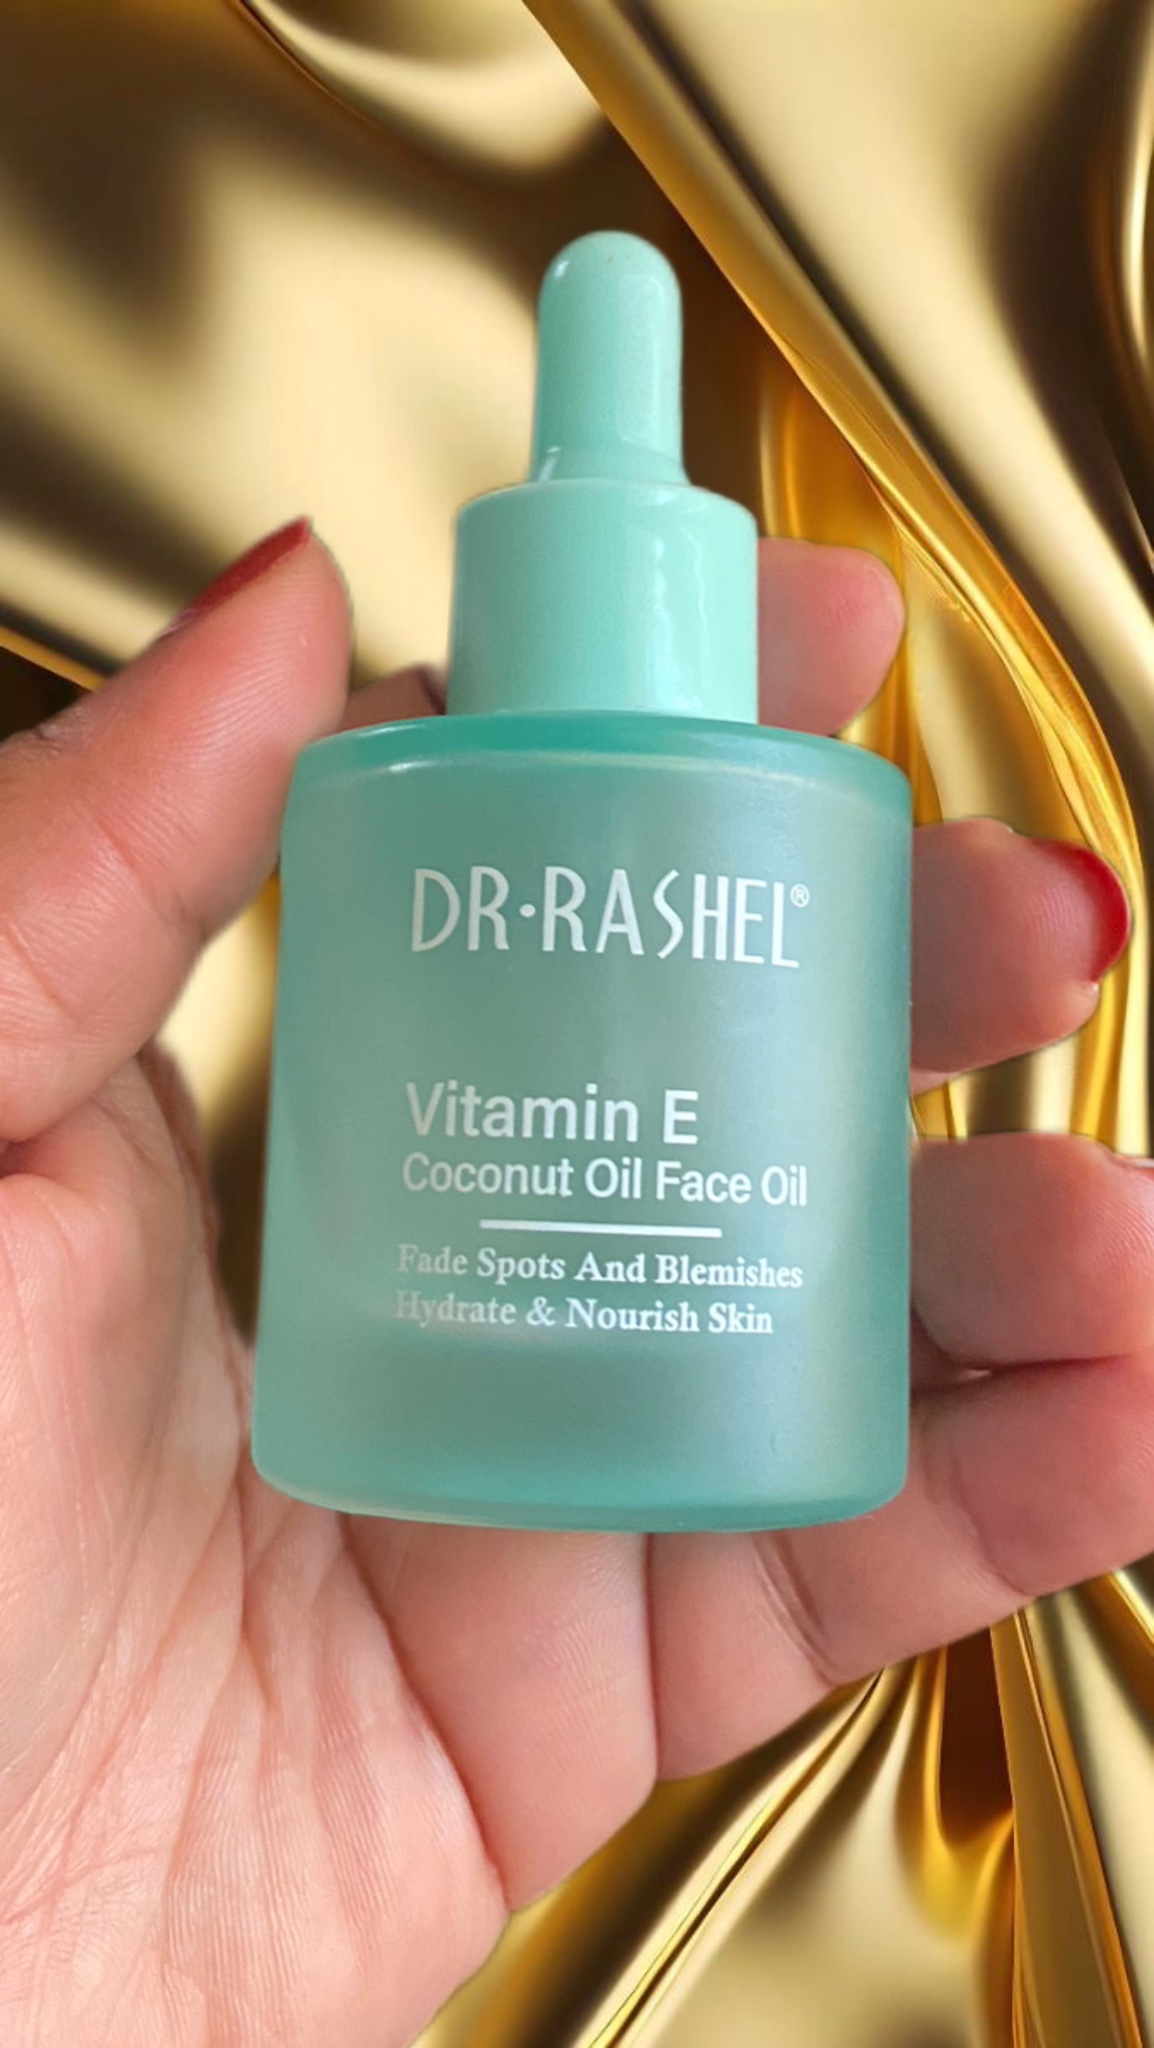 DR·RASHEL®
Vitamin E
Coconut Oil Face Oil
Fade Spots And Blemishes
Hydrate & Nourish Skin